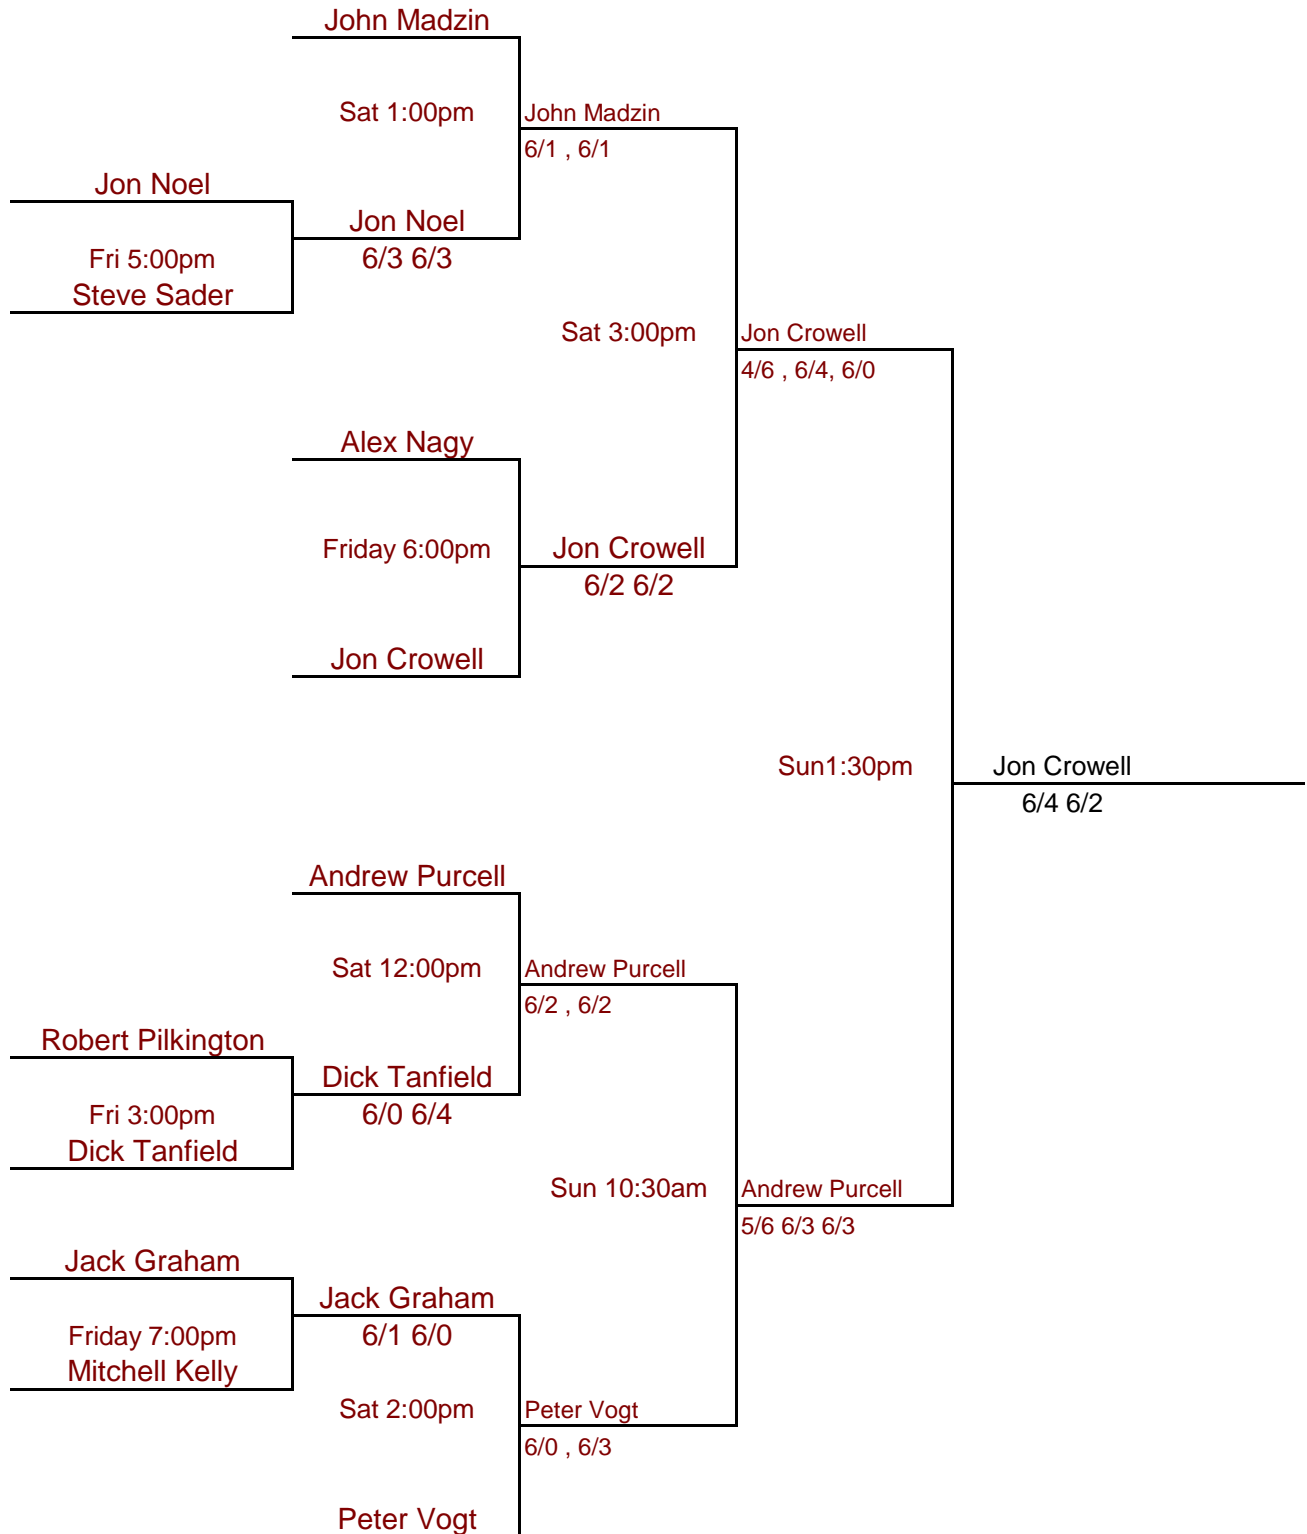 John Madzin
Sat 1:00pm
John Madzin
6/1 , 6/1
Jon Noel
Jon Noel
6/3 6/3
Fri 5:00pm
Steve Sader
Sat 3:00pm
Jon Crowell
4/6 , 6/4, 6/0
Alex Nagy
Friday 6:00pm
Jon Crowell
6/2 6/2
Jon Crowell
Sun1:30pm
Jon Crowell
6/4 6/2
Andrew Purcell
Sat 12:00pm
Andrew Purcell
6/2 , 6/2
Robert Pilkington
Dick Tanfield
6/0 6/4
Fri 3:00pm
Dick Tanfield
Sun 10:30am
Andrew Purcell
5/6 6/3 6/3
Jack Graham
Jack Graham
6/1 6/0
Friday 7:00pm
Mitchell Kelly
Sat 2:00pm
Peter Vogt
6/0 , 6/3
Peter Vogt